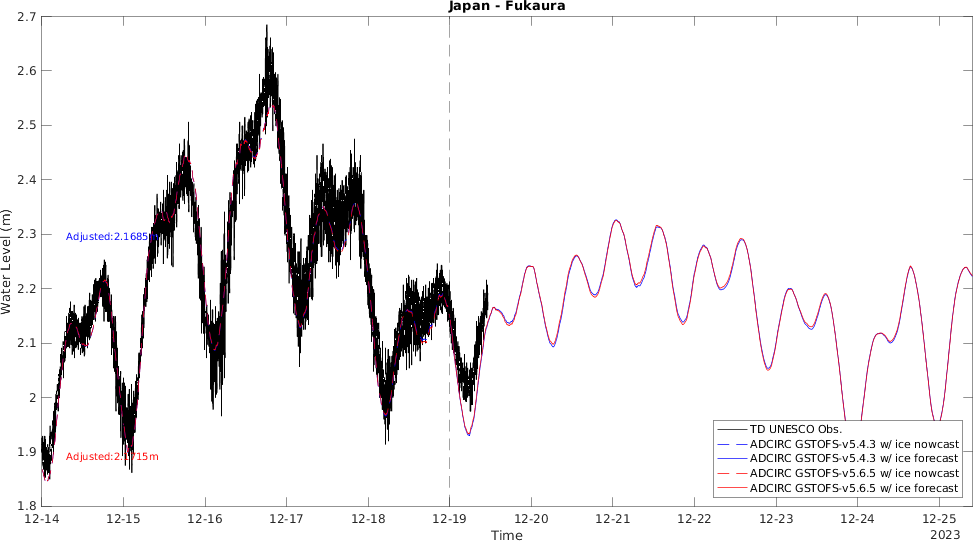 Japan - Fukaura
2.7
2.6
2.5
2.4
2.3
2.2
2.1
2
1.9
1.8
Water Level (m)
Adjusted:2.1685m
Adjusted:2.1715m
TD UNESCO Obs.
ADCIRC GSTOFS-v5.4.3 w/ ice nowcast
ADCIRC GSTOFS-v5.4.3 w/ ice forecast
ADCIRC GSTOFS-v5.6.5 w/ ice nowcast
ADCIRC GSTOFS-v5.6.5 w/ ice forecast
12-14 12-15 12-16 12-17 12-18 12-19 12-20 12-21 12-22 12-23 12-24 12-25
Time
2023